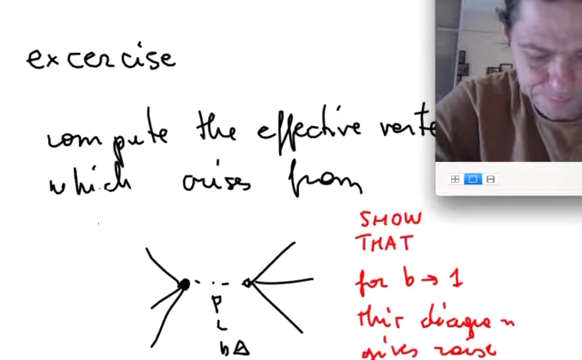 excercise
compute the effective verte
which arises from
SHOW
THAT
for b → 1
this diagram
gives raise
p
b Δ